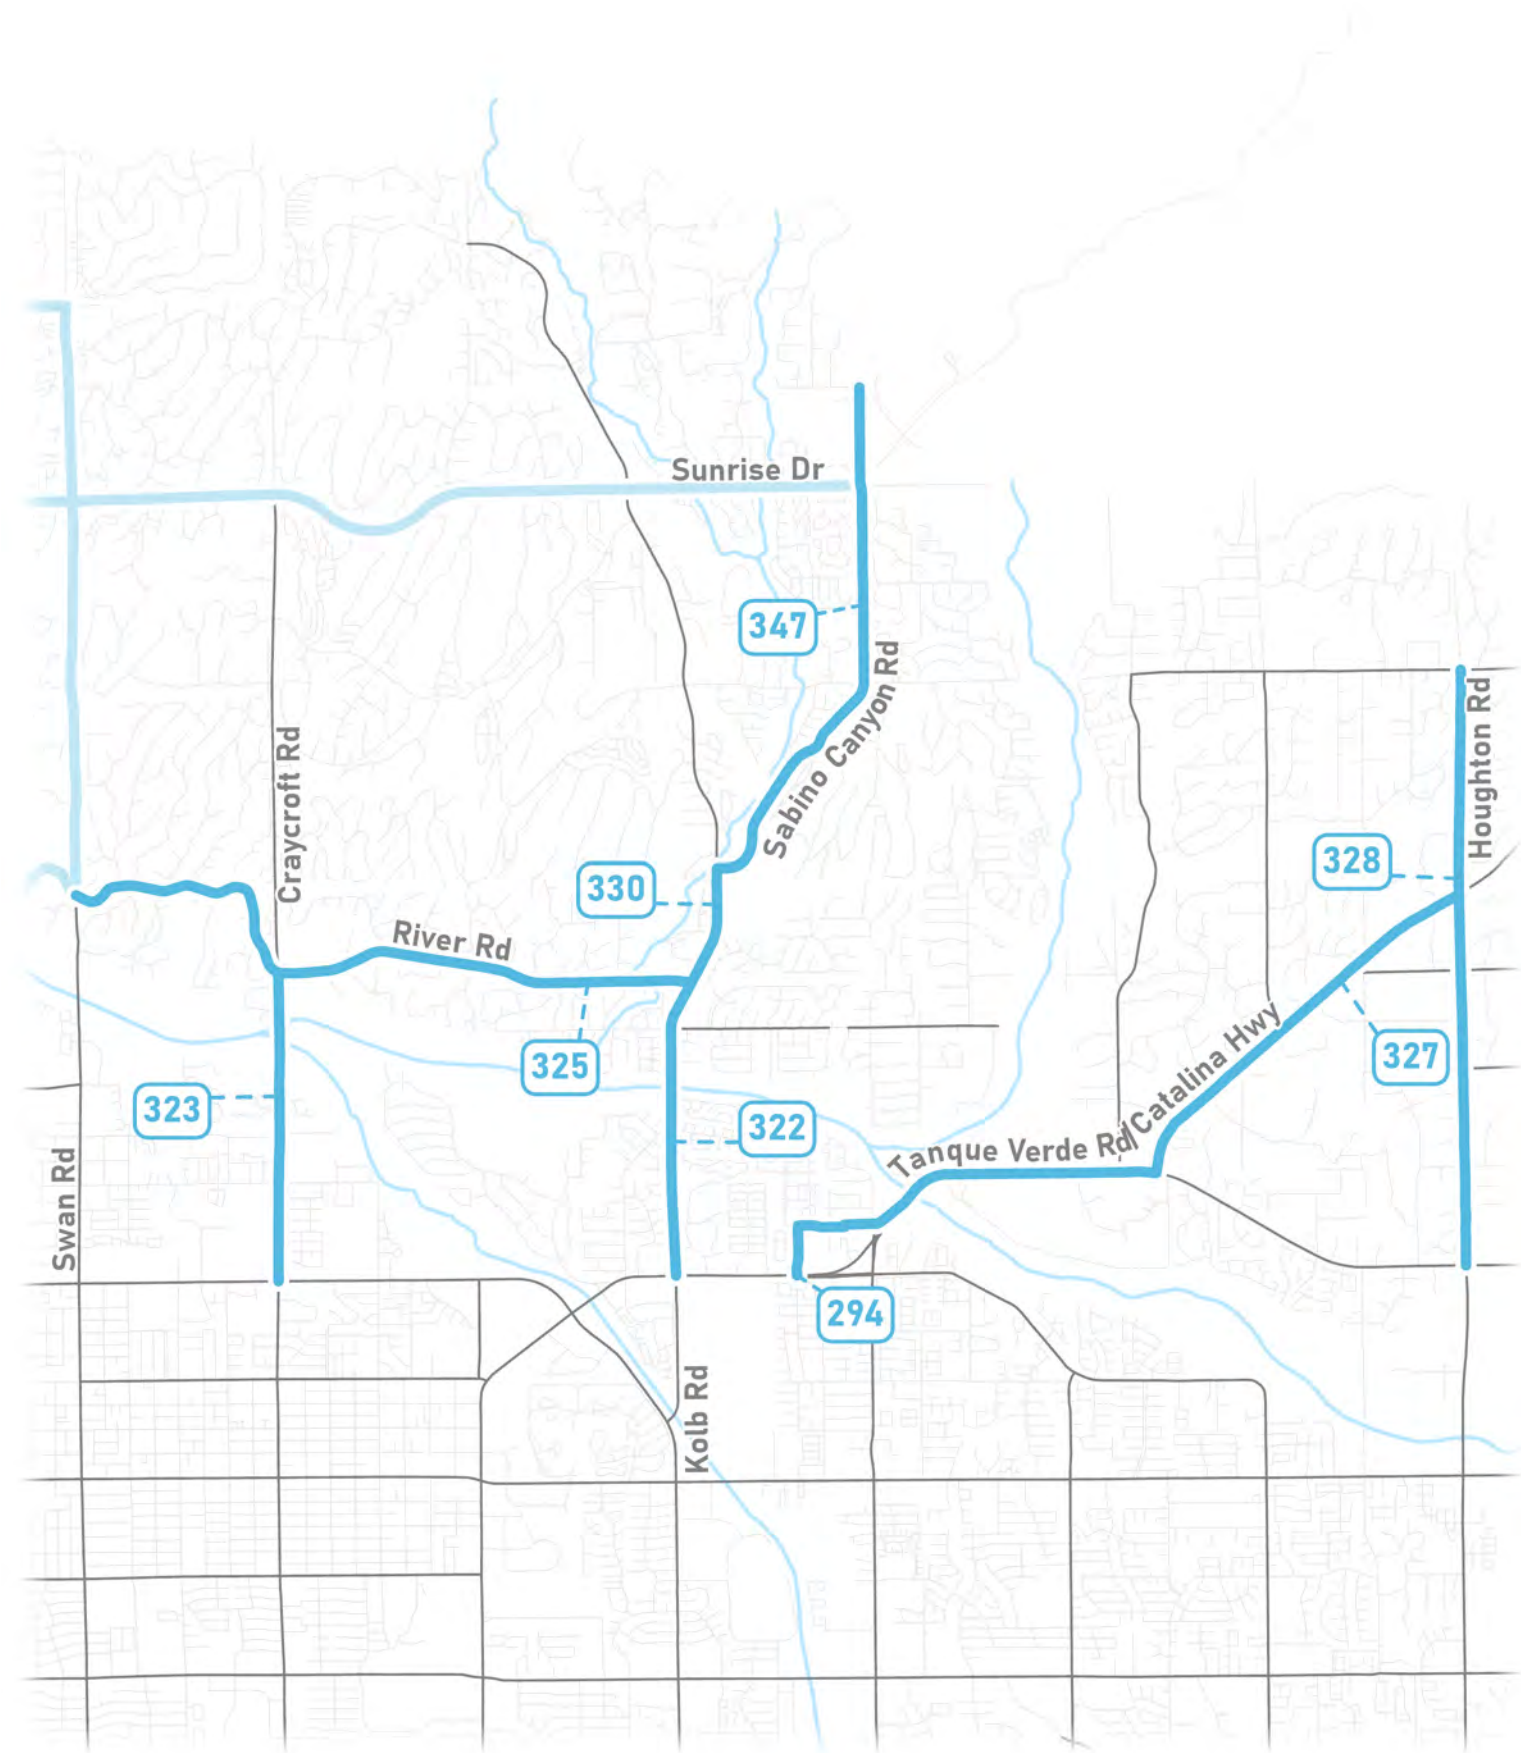 Sunrise Dr
347
Sabino Canyon Rd
Houghton Rd
Craycroft Rd
328
330
River Rd
327
325
323
322
Tanque Verde Rd/Catalina Hwy
Swan Rd
294
Kolb Rd